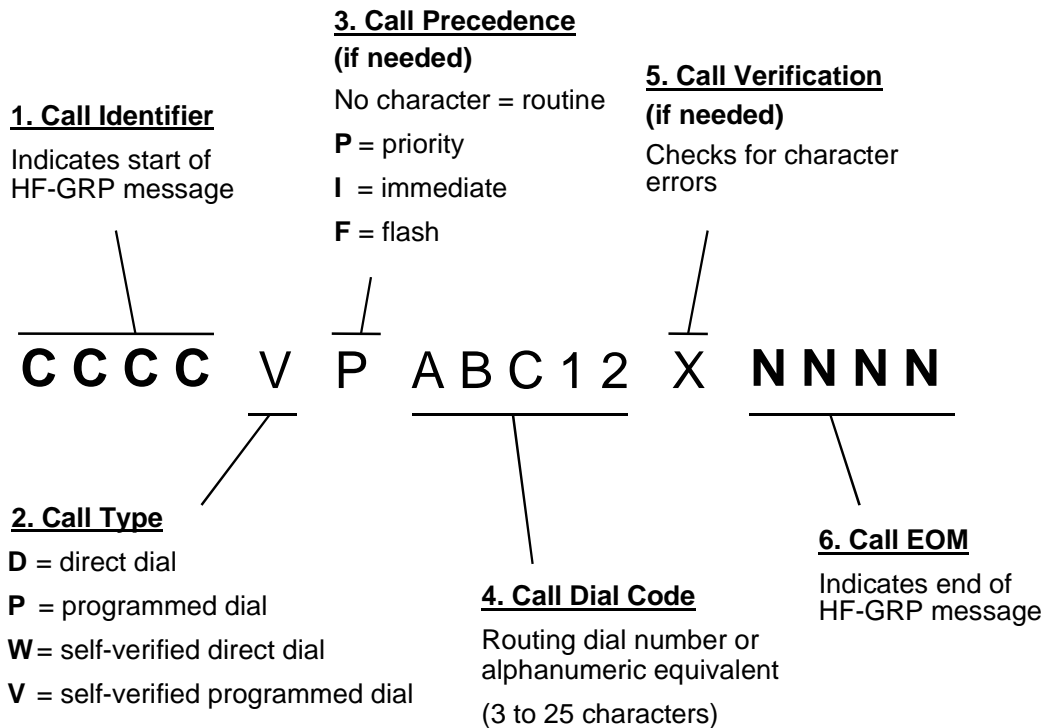 3. Call Precedence
(if needed)
No character = routine
P = priority
I = immediate
F = flash
5. Call Verification
(if needed)
Checks for character
errors
1. Call Identifier
Indicates start of
HF-GRP message
C C C C V P A B C 1 2 X N N N N
2. Call Type
D = direct dial
P = programmed dial
W = self-verified direct dial
V = self-verified programmed dial
4. Call Dial Code
Routing dial number or
alphanumeric equivalent
(3 to 25 characters)
6. Call EOM
Indicates end of
HF-GRP message